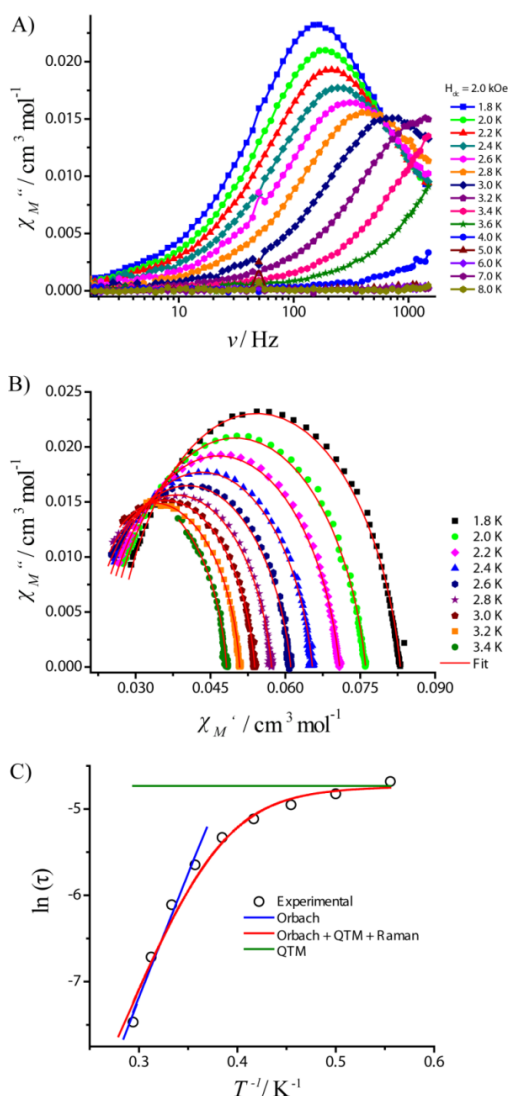 A)
χ_M“ / cm³ mol⁻¹
0.020
0.015
0.010
0.005
0.000
10
100
1000
ν/ Hz
H_dc = 2.0 kOe
1.8 K
2.0 K
2.2 K
2.4 K
2.6 K
2.8 K
3.0 K
3.2 K
3.4 K
3.6 K
4.0 K
5.0 K
6.0 K
7.0 K
8.0 K
B)
χ_M“ / cm³ mol⁻¹
0.025
0.020
0.015
0.010
0.005
0.000
0.030
0.045
0.060
0.075
0.090
χ_M‘ / cm³ mol⁻¹
1.8 K
2.0 K
2.2 K
2.4 K
2.6 K
2.8 K
3.0 K
3.2 K
3.4 K
Fit
C)
ln (τ)
-5
-6
-7
0.3
0.4
0.5
0.6
T⁻¹/ K⁻¹
Experimental
Orbach
Orbach + QTM + Raman
QTM